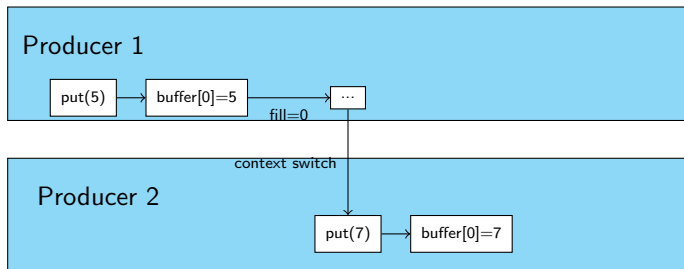 Producer 1
put(5)
buffer[0]=5
...
fill=0
context switch
Producer 2
put(7)
buffer[0]=7